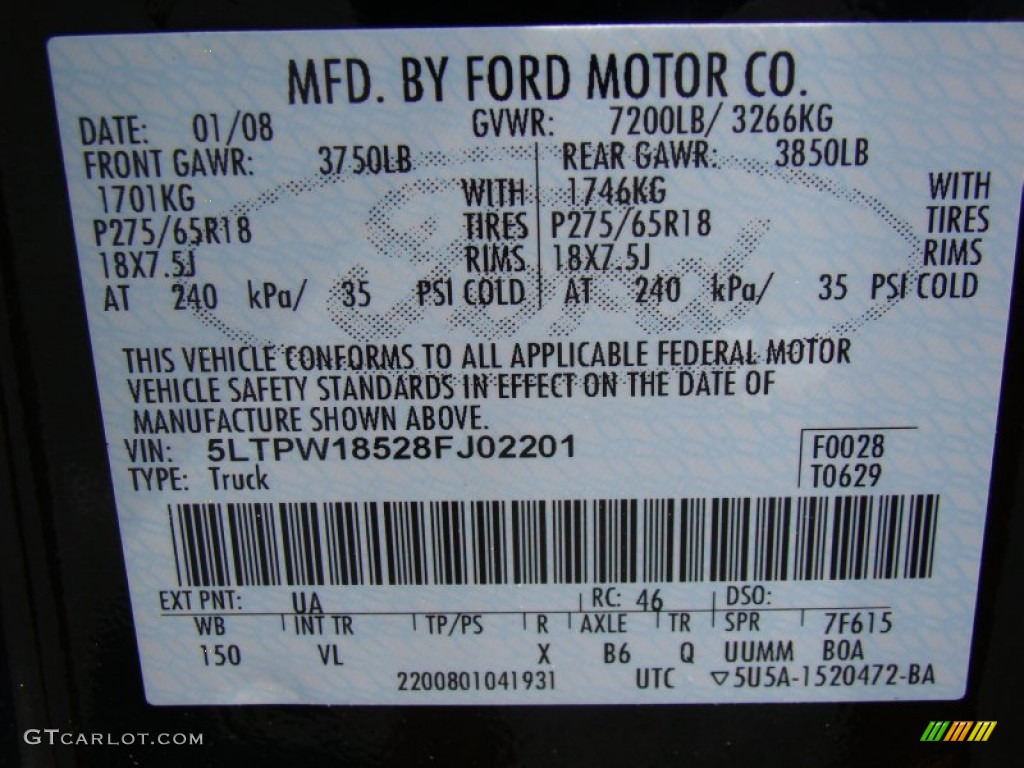 MFD. BY FORD MOTOR CO.
DATE: 01/08 GVWR: 7200LB/ 3266KG
FRONT GAWR: 3750LB REAR GAWR: 3850LB
1701KG WITH 1746KG WITH
P275/65R18 TIRES P275/65R18 TIRES
18X7.5J RIMS 18X7.5J RIMS
AT 240 kPa/ 35 PSI COLD AT 240 kPa/ 35 PSI COLD
THIS VEHICLE CONFORMS TO ALL APPLICABLE FEDERAL MOTOR
VEHICLE SAFETY STANDARDS IN EFFECT ON THE DATE OF
MANUFACTURE SHOWN ABOVE.
VIN: 5LTPW18528FJ02201 F0028
TYPE: Truck T0629
EXT PNT: UA RC: 46 DSO:
WB INT TR TP/PS R AXLE TR SPR 7F615
150 VL X B6 Q UUMM BOA
2200801041931 UTC ▽5U5A-1520472-BA
Ford
GTCARLOT.COM